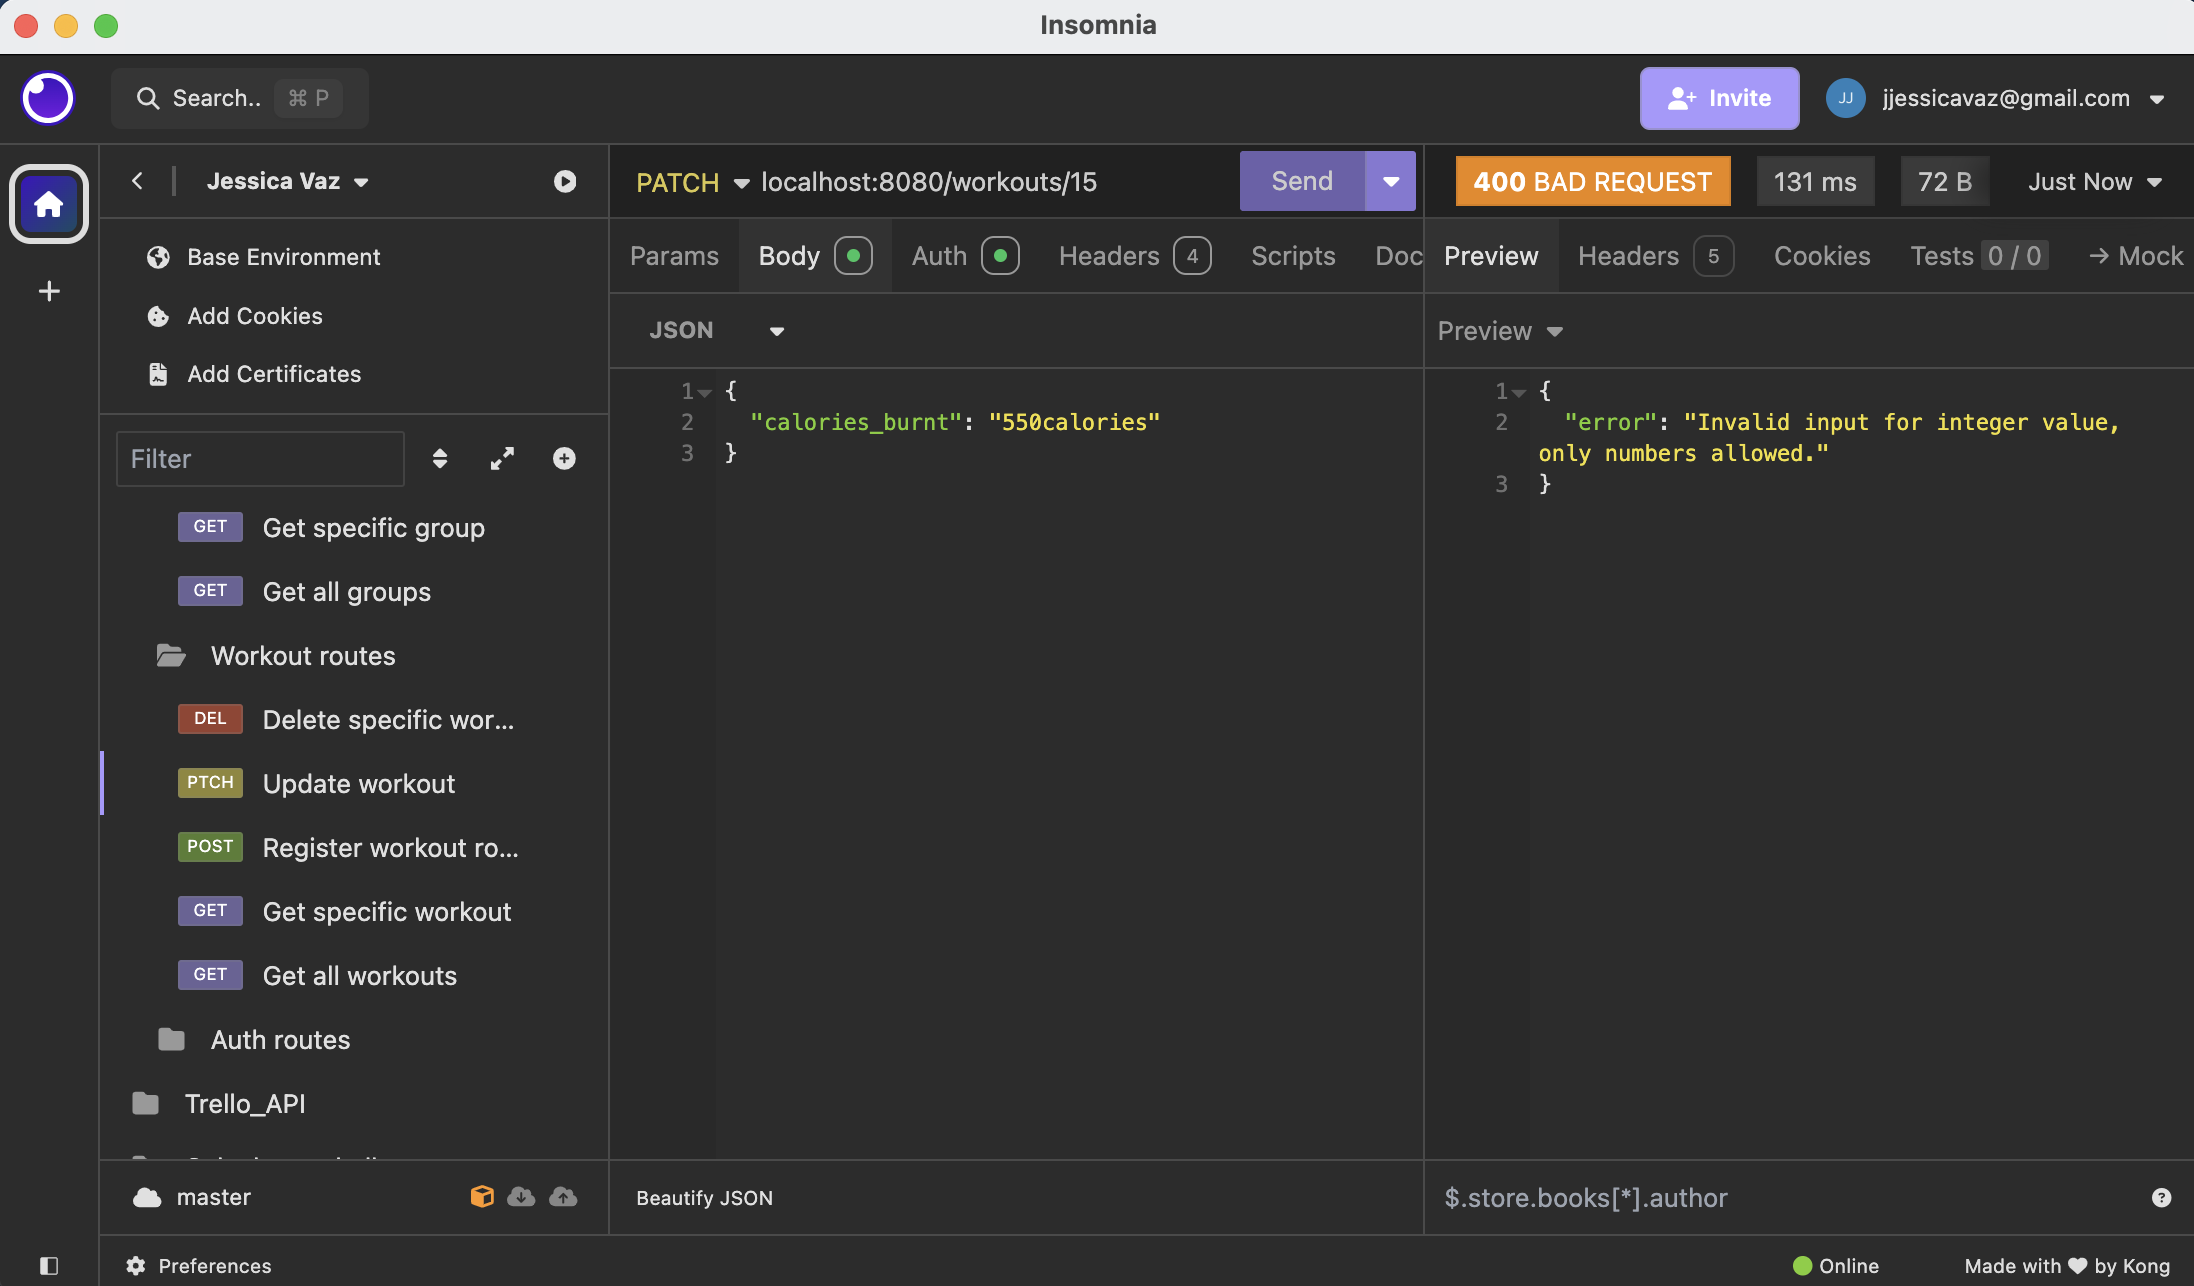 Insomnia
Search.. ⌘ P
Invite
JJ
jjessicavaz@gmail.com
Jessica Vaz
PATCH localhost:8080/workouts/15
Send
400 BAD REQUEST
131 ms
72 B
Just Now
Base Environment
Add Cookies
Add Certificates
Params
Body
Auth
Headers 4
Scripts
Doc
Preview
Headers 5
Cookies
Tests 0 / 0
→ Mock
JSON
Preview
1 {
2 "calories_burnt": "550calories"
3 }
1 {
2 "error": "Invalid input for integer value,
only numbers allowed."
3 }
Filter
GET Get specific group
GET Get all groups
Workout routes
DEL Delete specific wor...
PTCH Update workout
POST Register workout ro...
GET Get specific workout
GET Get all workouts
Auth routes
Trello_API
master
Beautify JSON
$.store.books[*].author
Preferences
Online
Made with ♥ by Kong